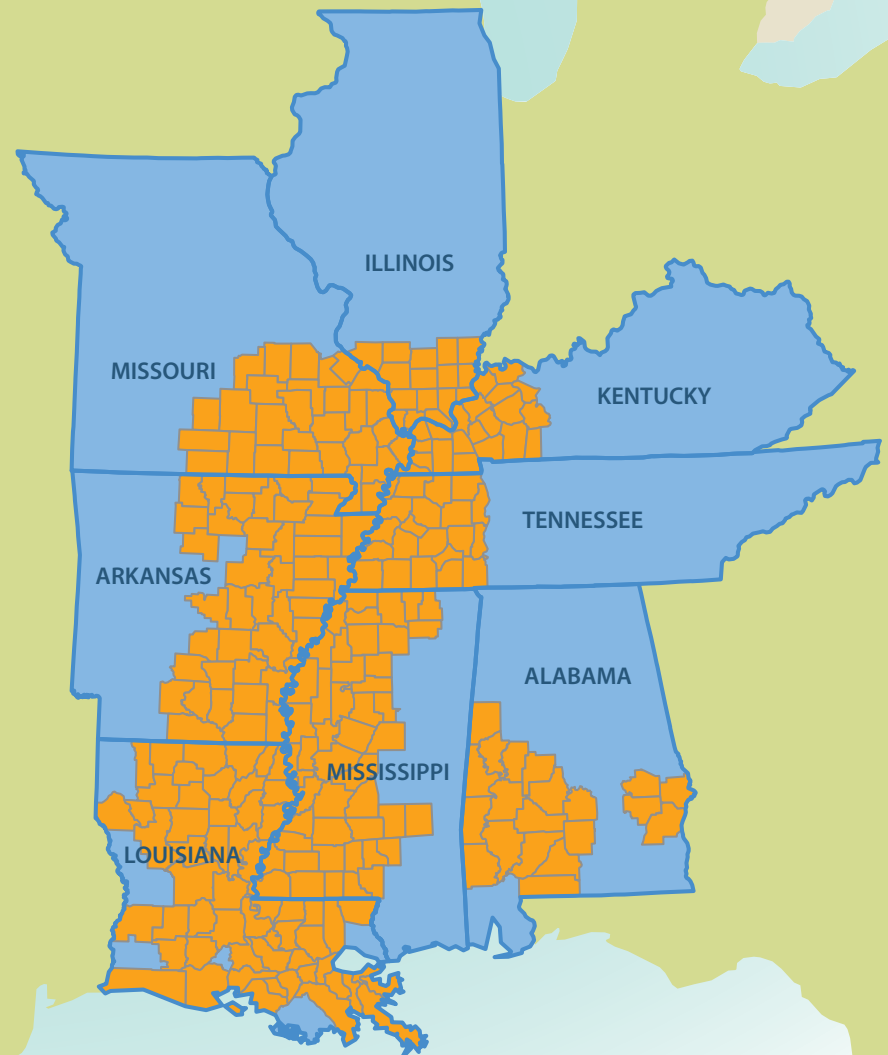 ILLINOIS
MISSOURI
KENTUCKY
TENNESSEE
ARKANSAS
ALABAMA
MISSISSIPPI
LOUISIANA